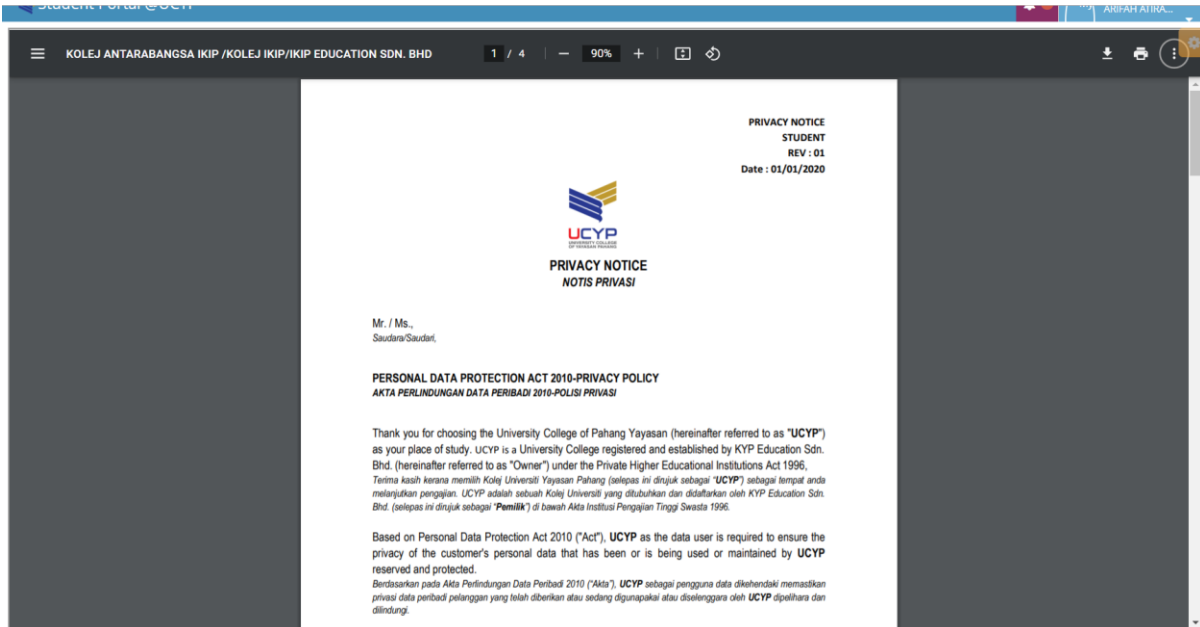 Student Portal @UCYP
ARIFAH ATIRA...
KOLEJ ANTARABANGSA IKIP /KOLEJ IKIP/IKIP EDUCATION SDN. BHD
1 / 4
90%
PRIVACY NOTICE
STUDENT
REV : 01
Date : 01/01/2020
UCYP
UNIVERSITY COLLEGE
OF YAYASAN PAHANG
PRIVACY NOTICE
NOTIS PRIVASI
Mr. / Ms.,
Saudara/Saudari,
PERSONAL DATA PROTECTION ACT 2010-PRIVACY POLICY
AKTA PERLINDUNGAN DATA PERIBADI 2010-POLISI PRIVASI
Thank you for choosing the University College of Pahang Yayasan (hereinafter referred to as "UCYP")
as your place of study. UCYP is a University College registered and established by KYP Education Sdn.
Bhd. (hereinafter referred to as "Owner") under the Private Higher Educational Institutions Act 1996,
Terima kasih kerana memilih Kolej Universiti Yayasan Pahang (selepas ini dirujuk sebagai "UCYP") sebagai tempat anda
melanjutkan pengajian. UCYP adalah sebuah Kolej Universiti yang ditubuhkan dan didaftarkan oleh KYP Education Sdn.
Bhd. (selepas ini dirujuk sebagai "Pemilik") di bawah Akta Institusi Pengajian Tinggi Swasta 1996.
Based on Personal Data Protection Act 2010 ("Act"), UCYP as the data user is required to ensure the
privacy of the customer's personal data that has been or is being used or maintained by UCYP
reserved and protected.
Berdasarkan pada Akta Perlindungan Data Peribadi 2010 ("Akta"), UCYP sebagai pengguna data dikehendaki memastikan
privasi data peribadi pelanggan yang telah diberikan atau sedang digunapakai atau diselenggara oleh UCYP dipelihara dan
dilindungi.